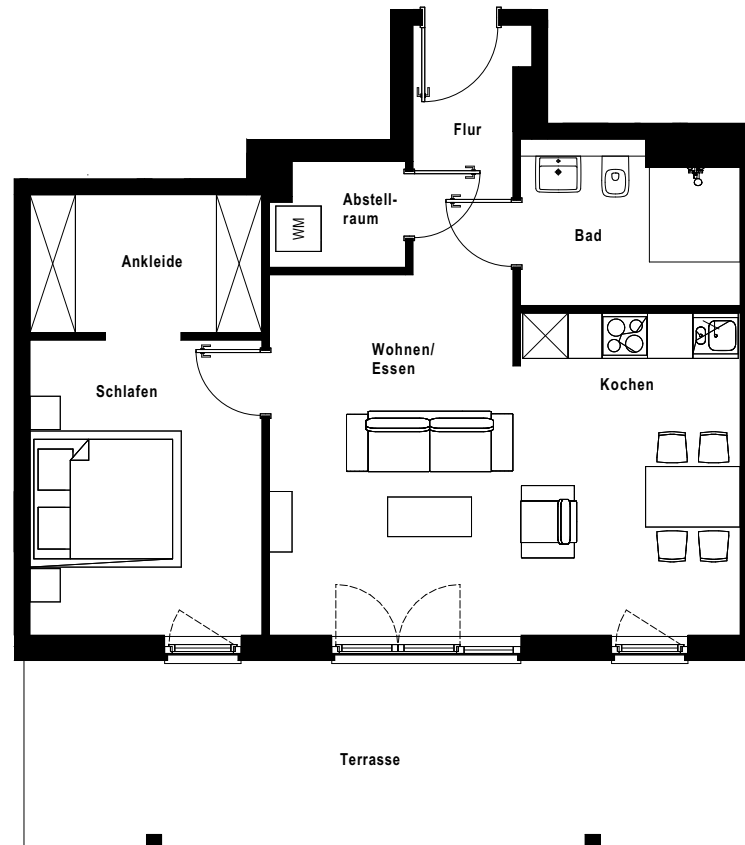 Flur
Abstell-
raum
WM
Bad
Ankleide
Wohnen/
Essen
Kochen
Schlafen
Terrasse